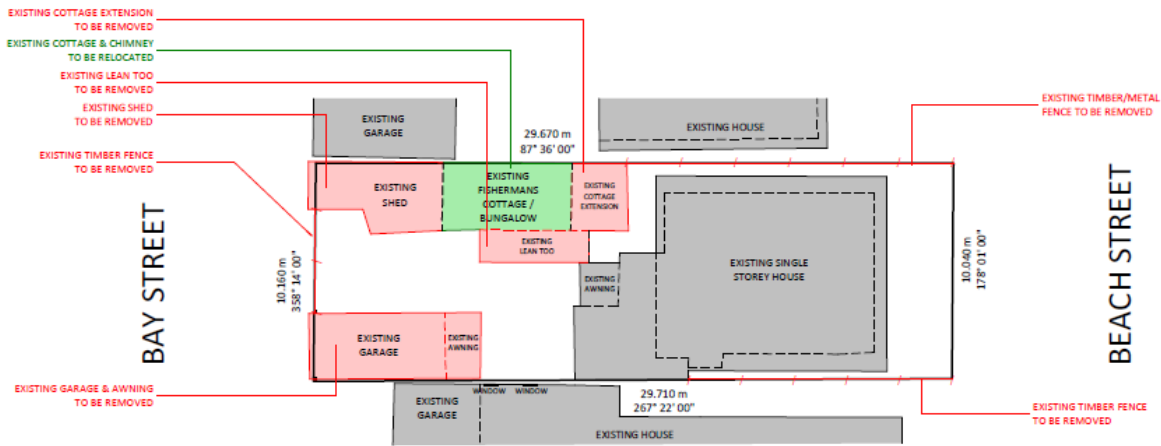 EXISTING COTTAGE EXTENSION
TO BE REMOVED
EXISTING COTTAGE & CHIMNEY
TO BE RELOCATED
EXISTING LEAN TOO
TO BE REMOVED
EXISTING SHED
TO BE REMOVED
EXISTING TIMBER FENCE
TO BE REMOVED
EXISTING GARAGE & AWNING
TO BE REMOVED
BAY STREET
10.160 m
358° 14' 00"
EXISTING
GARAGE
29.670 m
87° 36' 00"
EXISTING HOUSE
EXISTING TIMBER/METAL
FENCE TO BE REMOVED
EXISTING
SHED
EXISTING
FISHERMANS
COTTAGE /
BUNGALOW
EXISTING
COTTAGE
EXTENSION
EXISTING
LEAN TOO
EXISTING
AWNING
EXISTING SINGLE
STOREY HOUSE
10.040 m
178° 01' 00"
BEACH STREET
EXISTING
GARAGE
EXISTING
AWNING
WINDOW WINDOW
29.710 m
267° 22' 00"
EXISTING
GARAGE
EXISTING HOUSE
EXISTING TIMBER FENCE
TO BE REMOVED